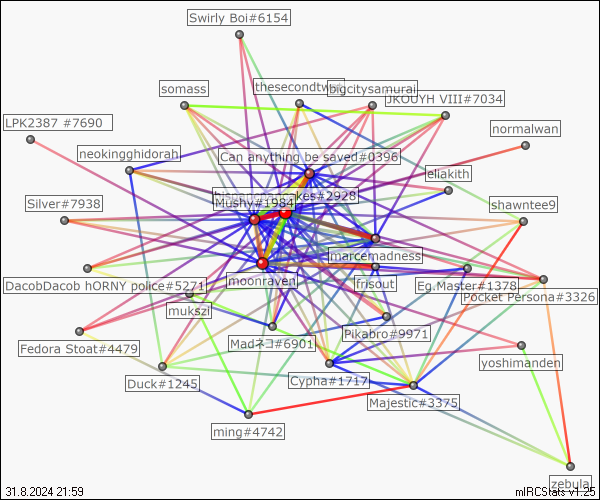 Swirly Boi#6154
somass
thesecondtw
bigcitysamurai
JKOUYH VIII#7034
LPK2387 #7690
normalwan
neokingghidorah
Can anything be saved#0396
eliakith
kes#2928
Mushy#1984
Silver#7938
shawntee9
marcemadness
moonraven
frisout
DacobDacob hORNY police#5271
Eg.Master#1378
Pocket Persona#3326
mukszi
Fedora Stoat#4479
Madネコ#6901
Pikabro#9971
yoshimanden
Duck#1245
Cypha#1717
Majestic#3375
ming#4742
zebula
31.8.2024 21:59
mIRCStats v1.25